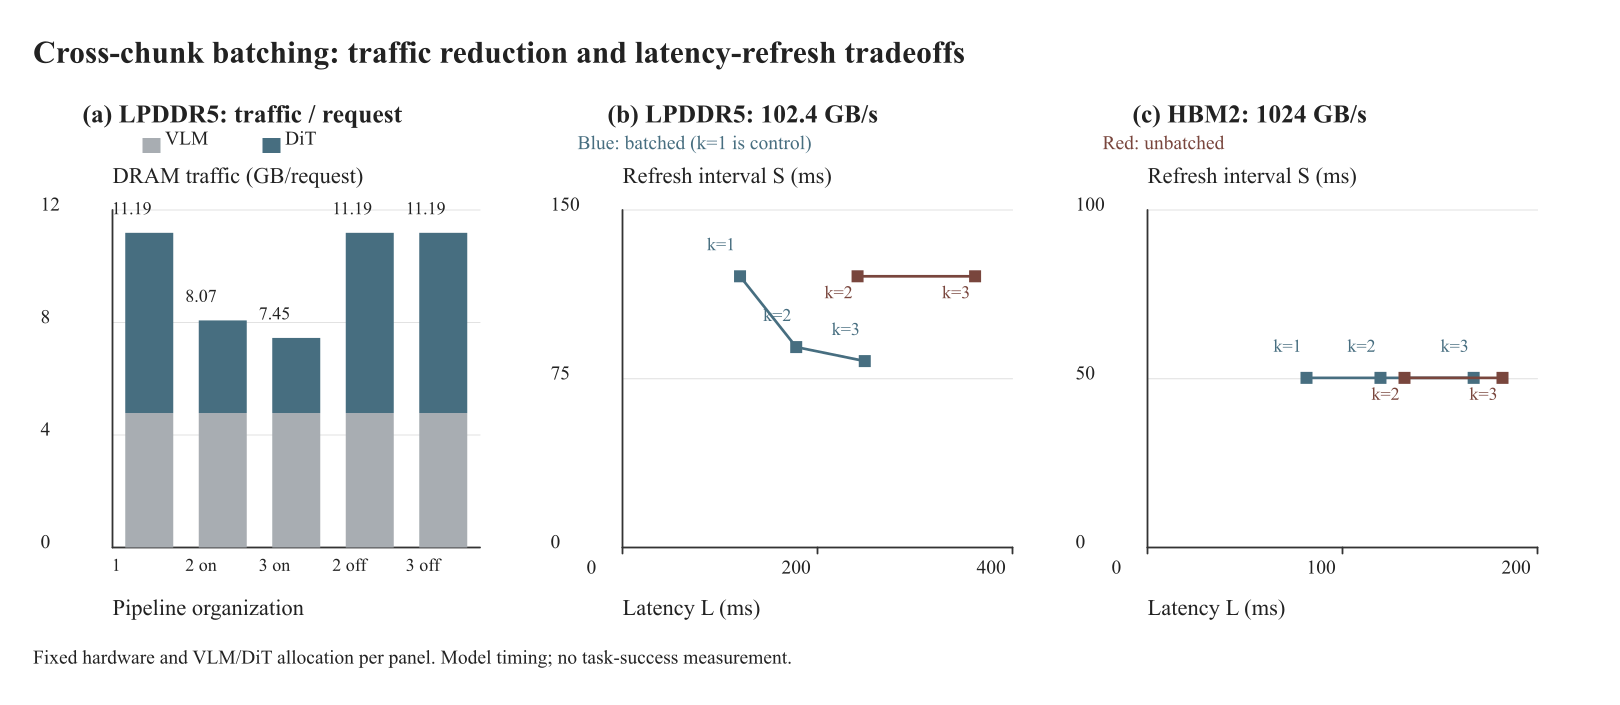 Cross-chunk batching: traffic reduction and latency-refresh tradeoffs
(a) LPDDR5: traffic / request
VLM DiT
DRAM traffic (GB/request)
12
8
4
0
11.19
8.07
7.45
11.19
11.19
1 2 on 3 on 2 off 3 off
Pipeline organization
(b) LPDDR5: 102.4 GB/s
Blue: batched (k=1 is control)
Refresh interval S (ms)
150
75
0
k=1
k=2
k=3
k=2
k=3
0 200 400
Latency L (ms)
(c) HBM2: 1024 GB/s
Red: unbatched
Refresh interval S (ms)
100
50
0
k=1 k=2 k=3
k=2 k=3
0 100 200
Latency L (ms)
Fixed hardware and VLM/DiT allocation per panel. Model timing; no task-success measurement.